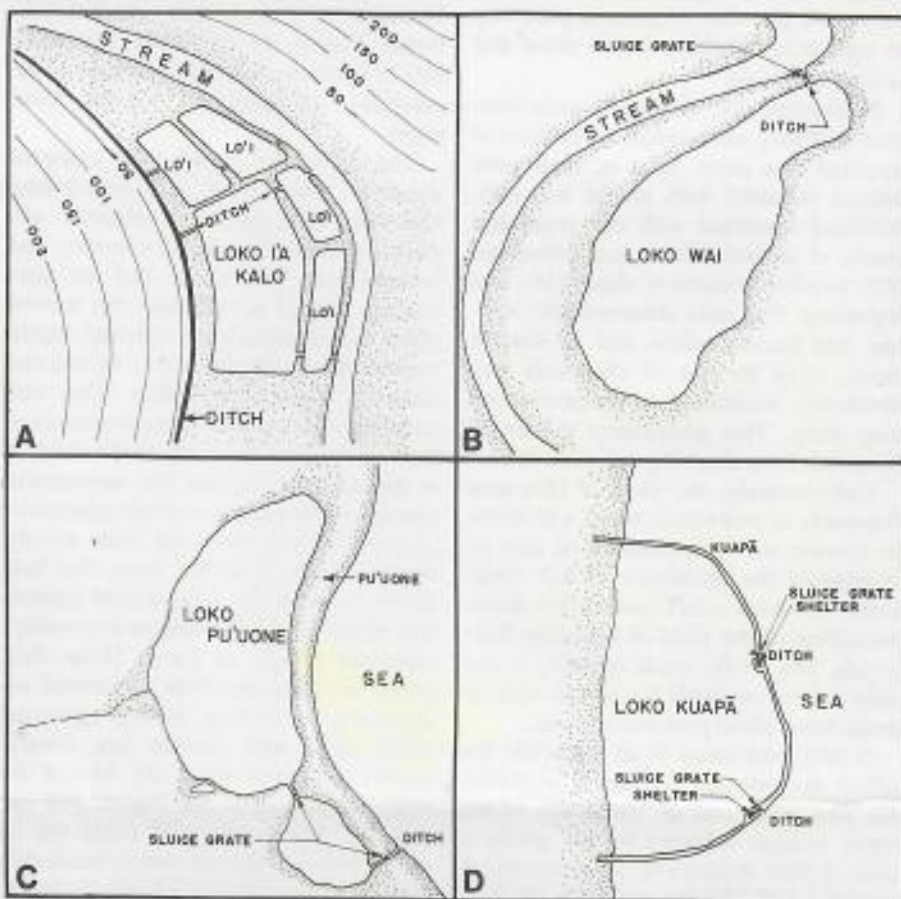 STREAM
200
150
100
50
LO'I
LO'I
50
100
150
200
DITCH
LO'I
LOKO I'A
KALO
LO'I
DITCH
A
SLUICE GRATE
STREAM
DITCH
LOKO WAI
B
LOKO
PU'UONE
PU'UONE
SEA
SLUICE GRATE
DITCH
C
KUAPĀ
SLUICE GRATE
SHELTER
DITCH
SEA
LOKO KUAPĀ
SLUICE GRATE
SHELTER
DITCH
D